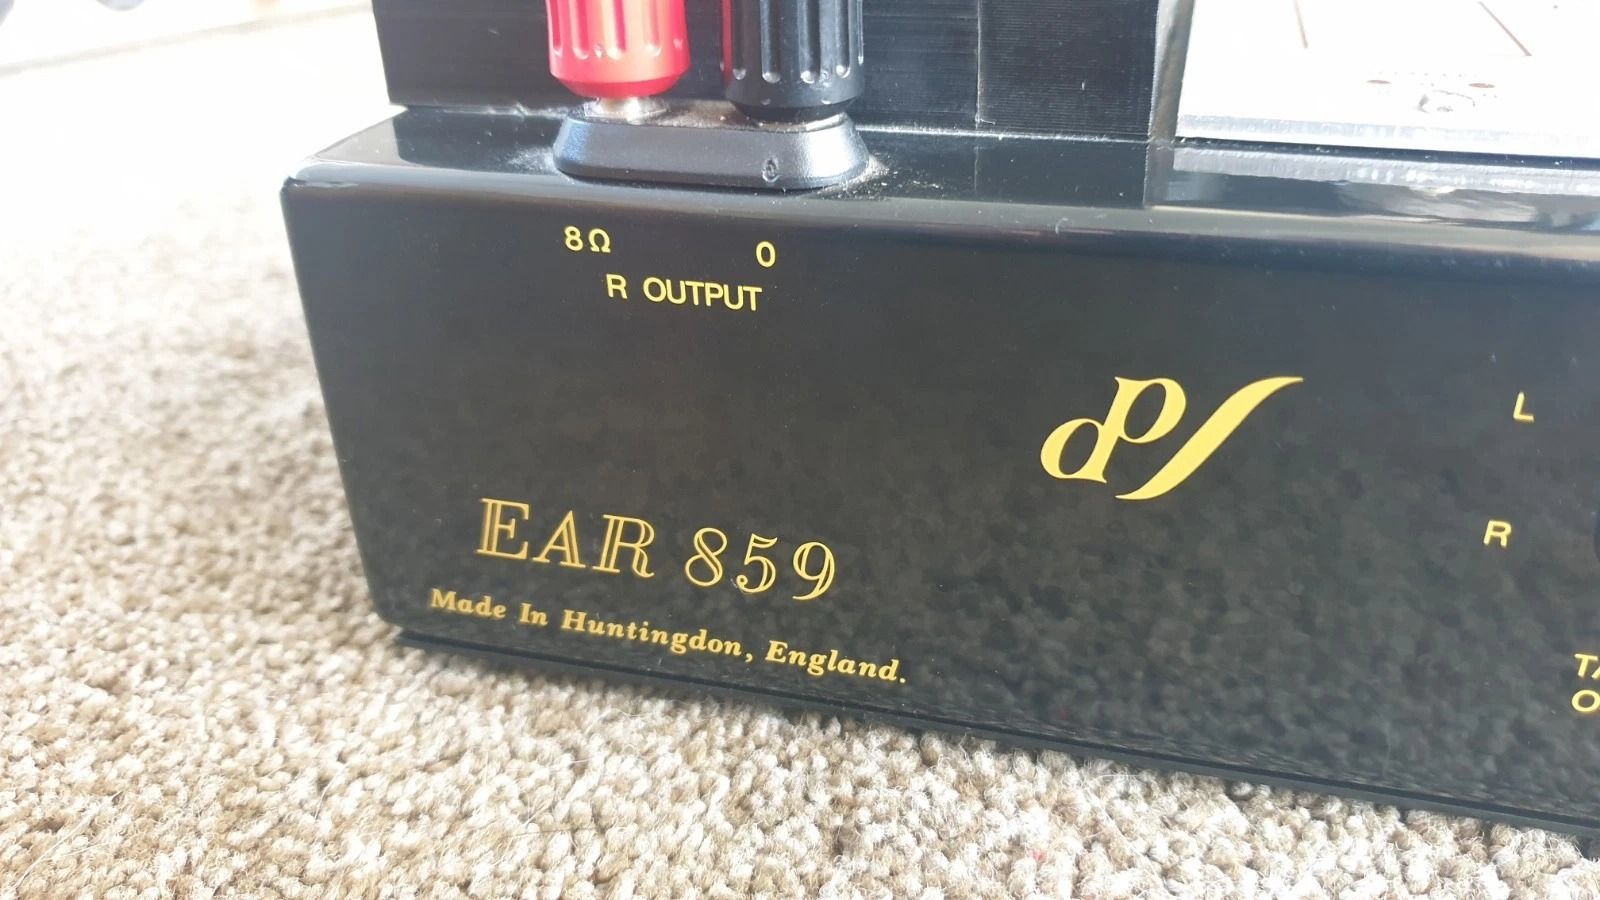 8Ω 0
R OUTPUT
L
R
EAR 859
Made In Huntingdon, England.